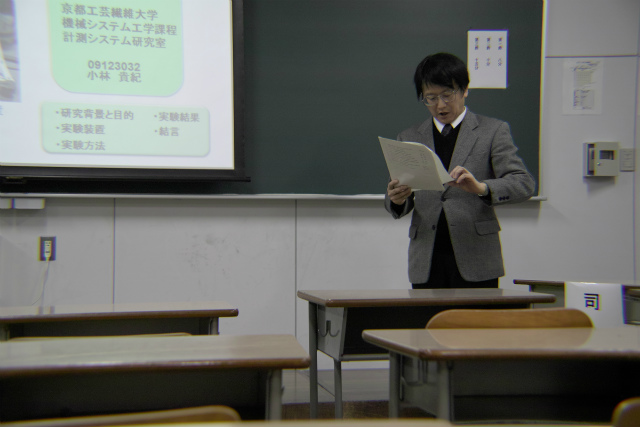 京都工芸繊維大学
機械システム工学課程
計測システム研究室
09123032
小林 貴紀
・研究背景と目的
・実験装置
・実験方法
・実験結果
・結言
司